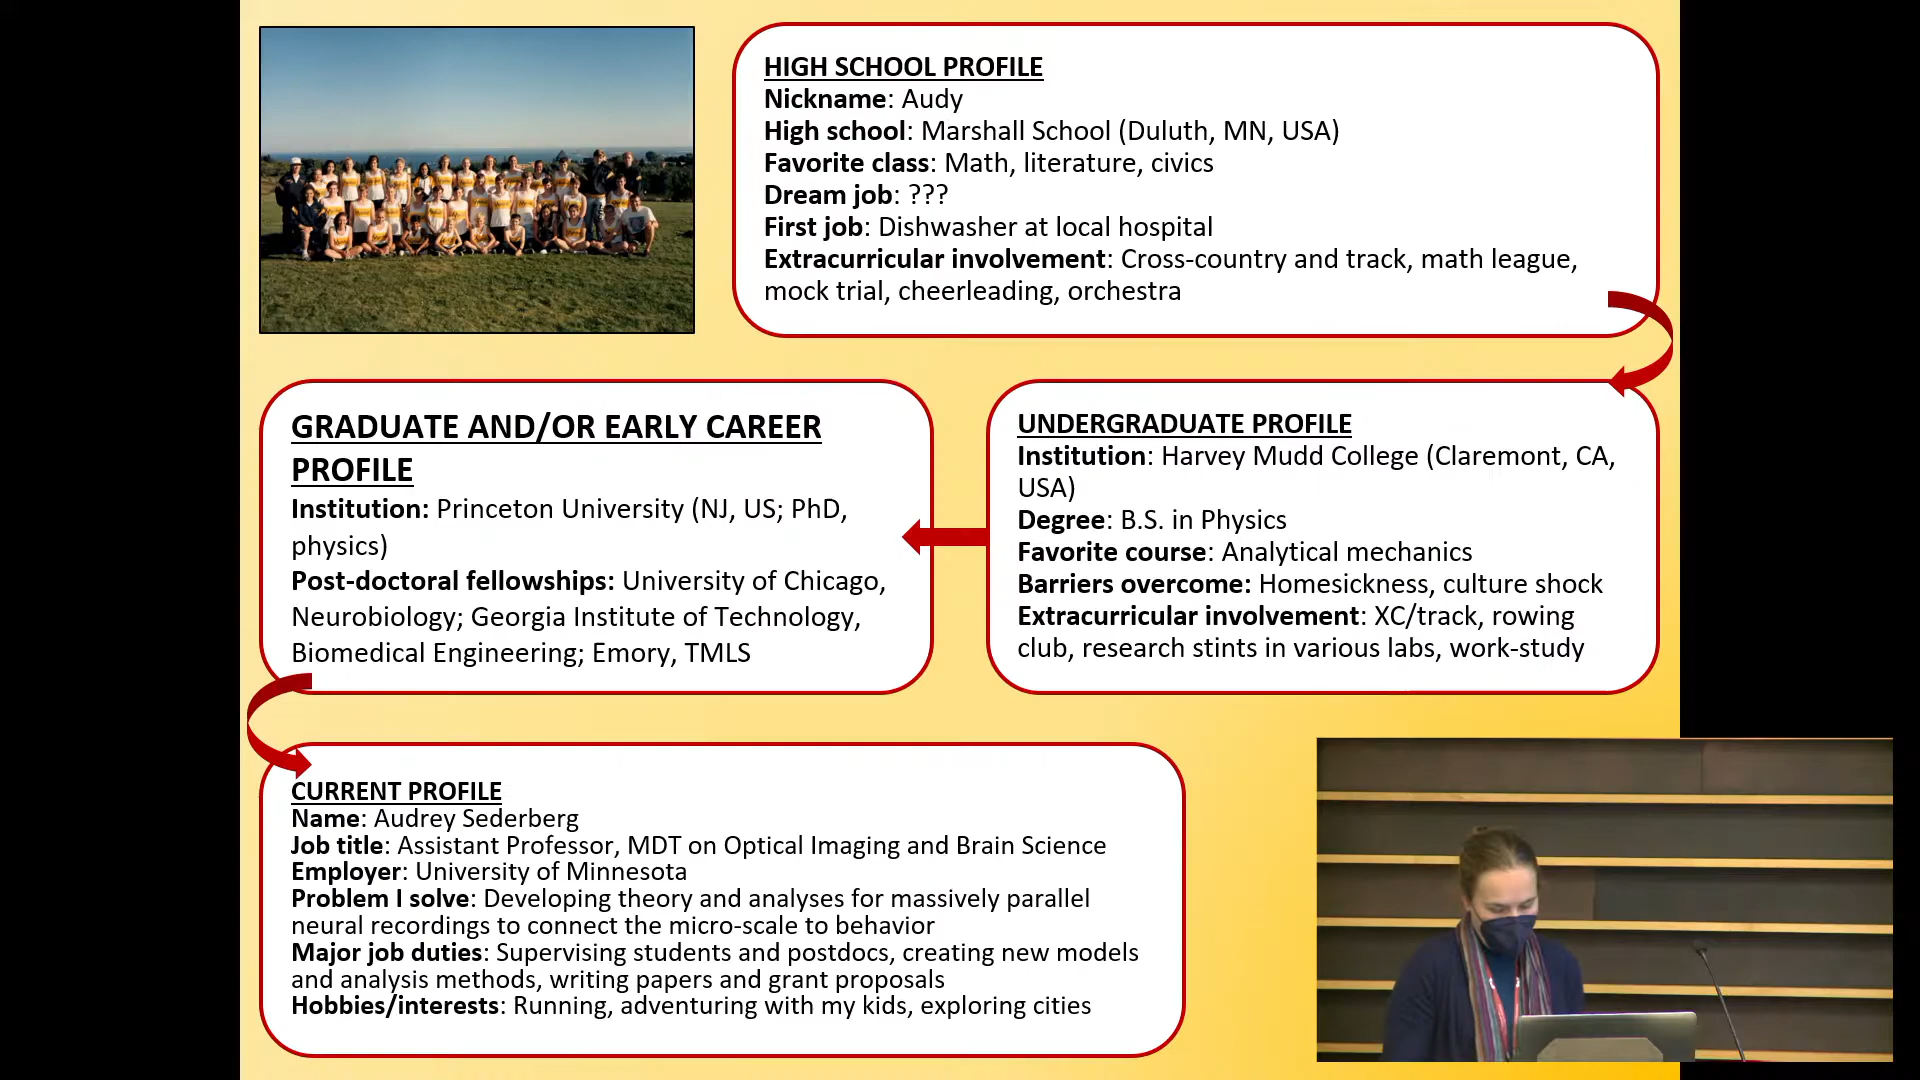 HIGH SCHOOL PROFILE
Nickname: Audy
High school: Marshall School (Duluth, MN, USA)
Favorite class: Math, literature, civics
Dream job: ???
First job: Dishwasher at local hospital
Extracurricular involvement: Cross-country and track, math league,
mock trial, cheerleading, orchestra
UNDERGRADUATE PROFILE
Institution: Harvey Mudd College (Claremont, CA,
USA)
Degree: B.S. in Physics
Favorite course: Analytical mechanics
Barriers overcome: Homesickness, culture shock
Extracurricular involvement: XC/track, rowing
club, research stints in various labs, work-study
GRADUATE AND/OR EARLY CAREER
PROFILE
Institution: Princeton University (NJ, US; PhD,
physics)
Post-doctoral fellowships: University of Chicago,
Neurobiology; Georgia Institute of Technology,
Biomedical Engineering; Emory, TMLS
CURRENT PROFILE
Name: Audrey Sederberg
Job title: Assistant Professor, MDT on Optical Imaging and Brain Science
Employer: University of Minnesota
Problem I solve: Developing theory and analyses for massively parallel
neural recordings to connect the micro-scale to behavior
Major job duties: Supervising students and postdocs, creating new models
and analysis methods, writing papers and grant proposals
Hobbies/interests: Running, adventuring with my kids, exploring cities